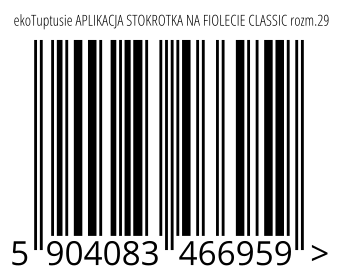 ekoTuptusie APLIKACJA STOKROTKA NA FIOLECIE CLASSIC rozm.29
5 904083 466959 >